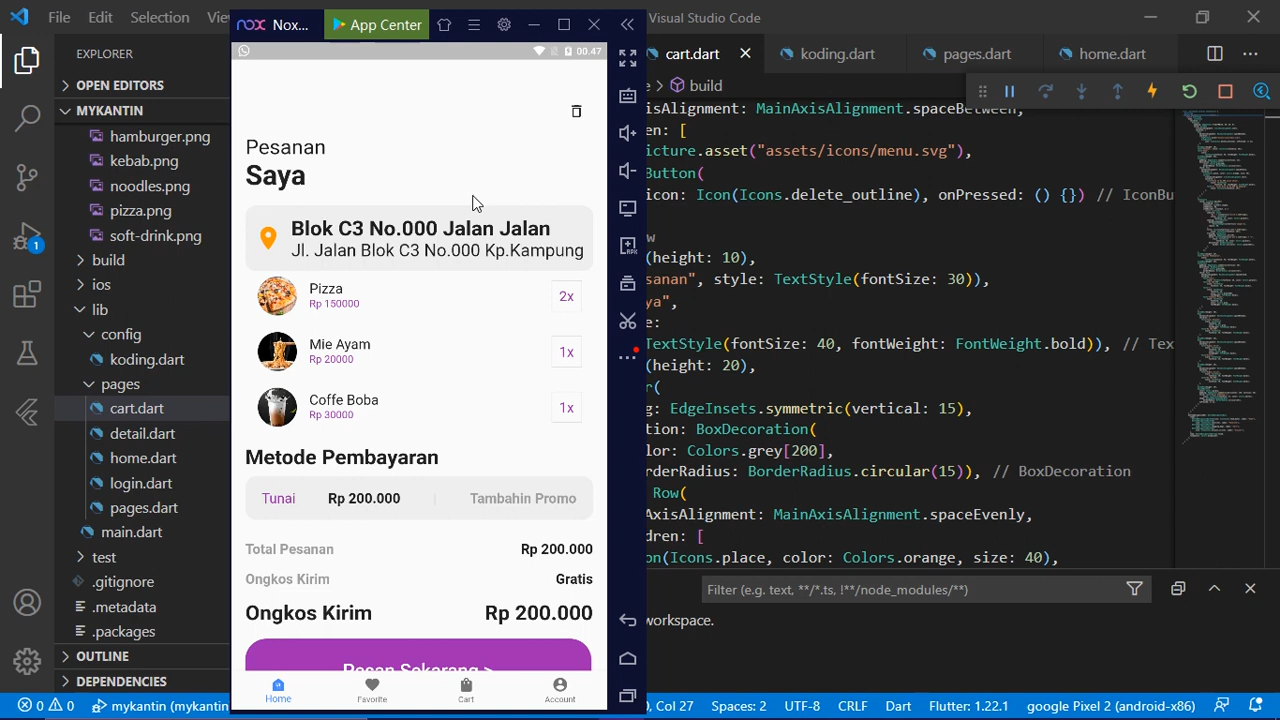 File
Edit
Selection
View
Nox...
App Center
Visual Studio Code
EXPLORER
cart.dart
koding.dart
pages.dart
home.dart
OPEN EDITORS
build
MYKANTIN
hamburger.png
kebab.png
noodles.png
pizza.png
soft-drink.png
build
ios
lib
config
koding.dart
pages
cart.dart
detail.dart
home.dart
login.dart
pages.dart
main.dart
test
.gitignore
.metadata
.packages
OUTLINE
DEPENDENCIES
1
00.47
Pesanan
Saya
Blok C3 No.000 Jalan Jalan
Jl. Jalan Blok C3 No.000 Kp.Kampung
Pizza
Rp 150000
2x
Mie Ayam
Rp 20000
1x
Coffe Boba
Rp 30000
1x
Metode Pembayaran
Tunai
Rp 200.000
Tambahin Promo
Total Pesanan
Rp 200.000
Ongkos Kirim
Gratis
Ongkos Kirim
Rp 200.000
Pesan Sekarang >
Home
Favorite
Cart
Account
isAlignment: MainAxisAlignment.spaceBetween,
en: [
icture.asset("assets/icons/menu.svg")
Button(
icon: Icon(Icons.delete_outline), onPressed: () {}) // IconBu
ow
(height: 10),
sanan", style: TextStyle(fontSize: 30)),
ya",
e:
TextStyle(fontSize: 40, fontWeight: FontWeight.bold)), // Tex
(height: 20),
r(
g: EdgeInsets.symmetric(vertical: 15),
ation: BoxDecoration(
olor: Colors.grey[200],
rderRadius: BorderRadius.circular(15)), // BoxDecoration
Row(
AxisAlignment: MainAxisAlignment.spaceEvenly,
dren: [
on(Icons.place, color: Colors.orange, size: 40),
Filter (e.g. text, **/*.ts, !**/node_modules/**)
workspace.
0
0
mykantin (mykantin
0, Col 27
Spaces: 2
UTF-8
CRLF
Dart
Flutter: 1.22.1
google Pixel 2 (android-x86)